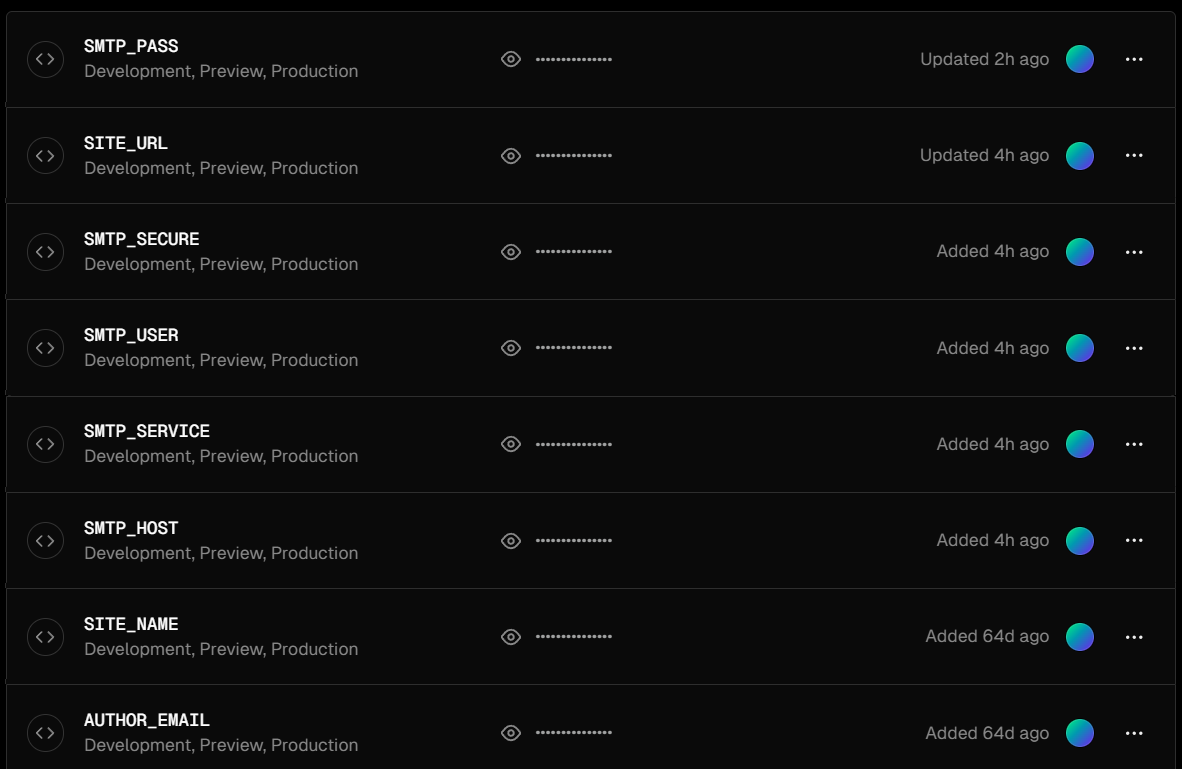 SMTP_PASS
Development, Preview, Production
Updated 2h ago
SITE_URL
Development, Preview, Production
Updated 4h ago
SMTP_SECURE
Development, Preview, Production
Added 4h ago
SMTP_USER
Development, Preview, Production
Added 4h ago
SMTP_SERVICE
Development, Preview, Production
Added 4h ago
SMTP_HOST
Development, Preview, Production
Added 4h ago
SITE_NAME
Development, Preview, Production
Added 64d ago
AUTHOR_EMAIL
Development, Preview, Production
Added 64d ago